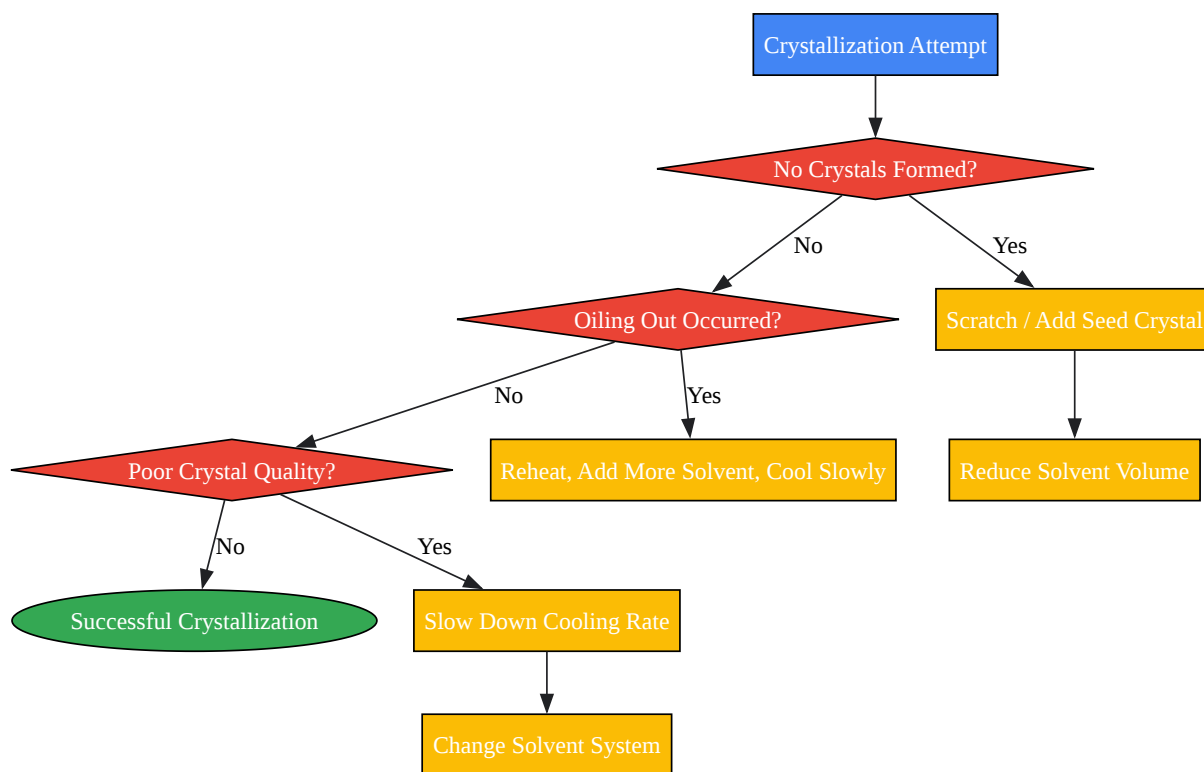 Crystallization Attempt
No Crystals Formed?
No
Yes
Oiling Out Occurred?
Scratch / Add Seed Crystal
No
Yes
Poor Crystal Quality?
Reheat, Add More Solvent, Cool Slowly
Reduce Solvent Volume
No
Yes
Successful Crystallization
Slow Down Cooling Rate
Change Solvent System